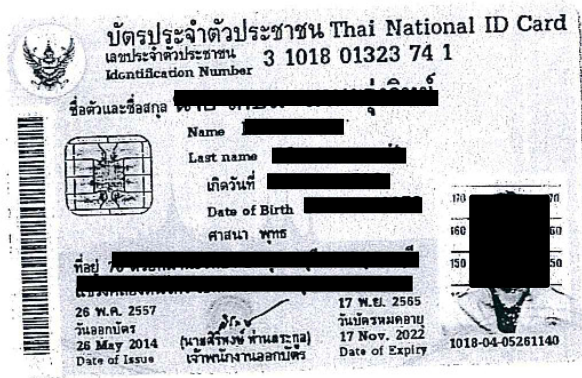 บัตรประจำตัวประชาชน Thai National ID Card
เลขประจำตัวประชาชน 3 1018 01323 74 1
Identification Number
ชื่อตัวและชื่อสกุล
Name
Last name
เกิดวันที่
Date of Birth
ศาสนา พุทธ
ที่อยู่
26 พ.ค. 2557
วันออกบัตร
26 May 2014
Date of Issue
เจ้าพนักงานออกบัตร
17 พ.ย. 2565
วันบัตรหมดอายุ
17 Nov. 2022
Date of Expiry
170
160 60
150 50
1018-04-05261140